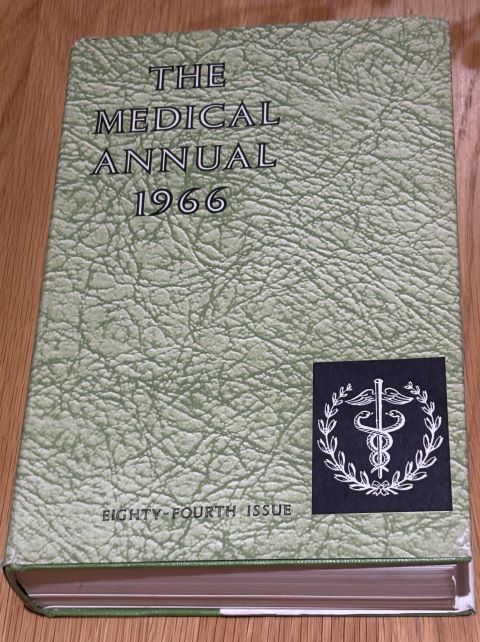 THE
MEDICAL
ANNUAL
1966
EIGHTY-FOURTH ISSUE